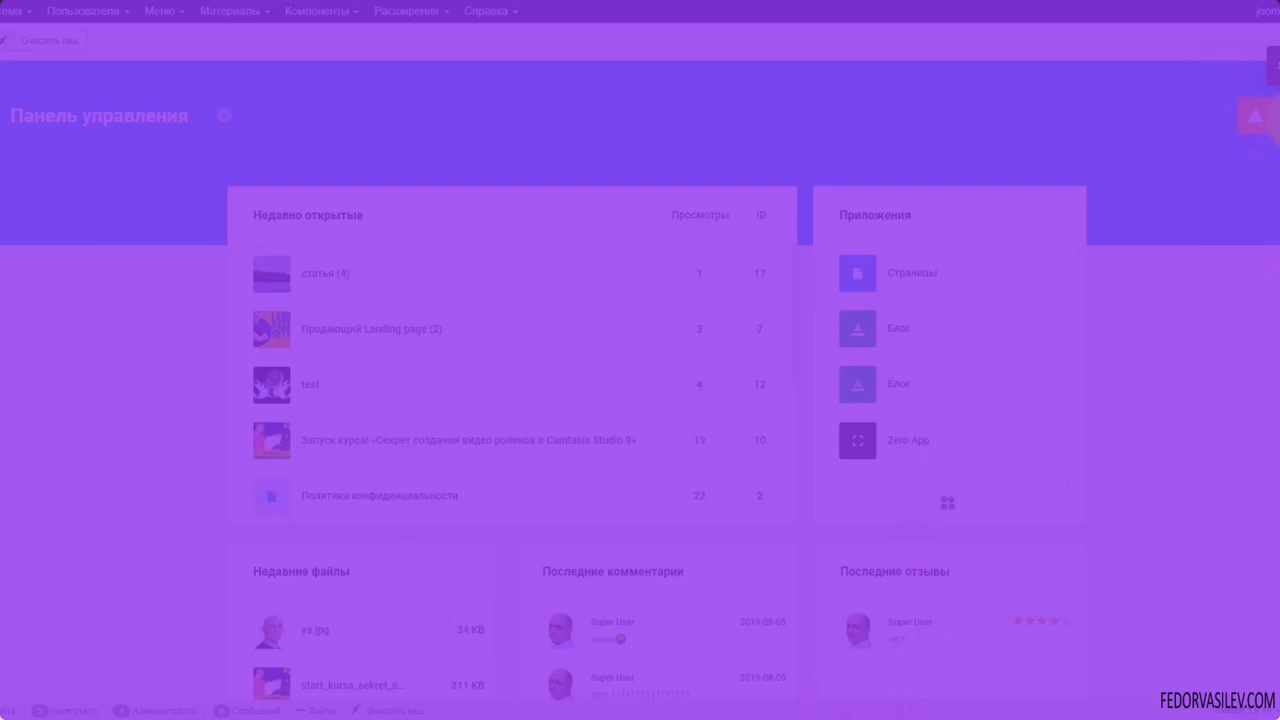 Пользователи Меню Материалы Компоненты Расширения Справка
Очистить кэш
Панель управления
Недавно открытые Просмотры ID
статья (4) 1 17
Продающий Landing page (2) 3 7
test 4 12
Запуск курса! «Секрет создания видео роликов в Camtasia Studio 9» 19 10
Политика конфиденциальности 22 2
Приложения
Страницы
Блог
Блог
Zero App
Недавние файлы
ya.jpg 34 KB
start_kursa_sekret_s... 311 KB
Последние комментарии
Super User 2019-08-05
Super User 2019-08-05
Последние отзывы
Super User
тест
Администратор Сообщений Выйти Очистить кэш
FEDORVASILEV.COM